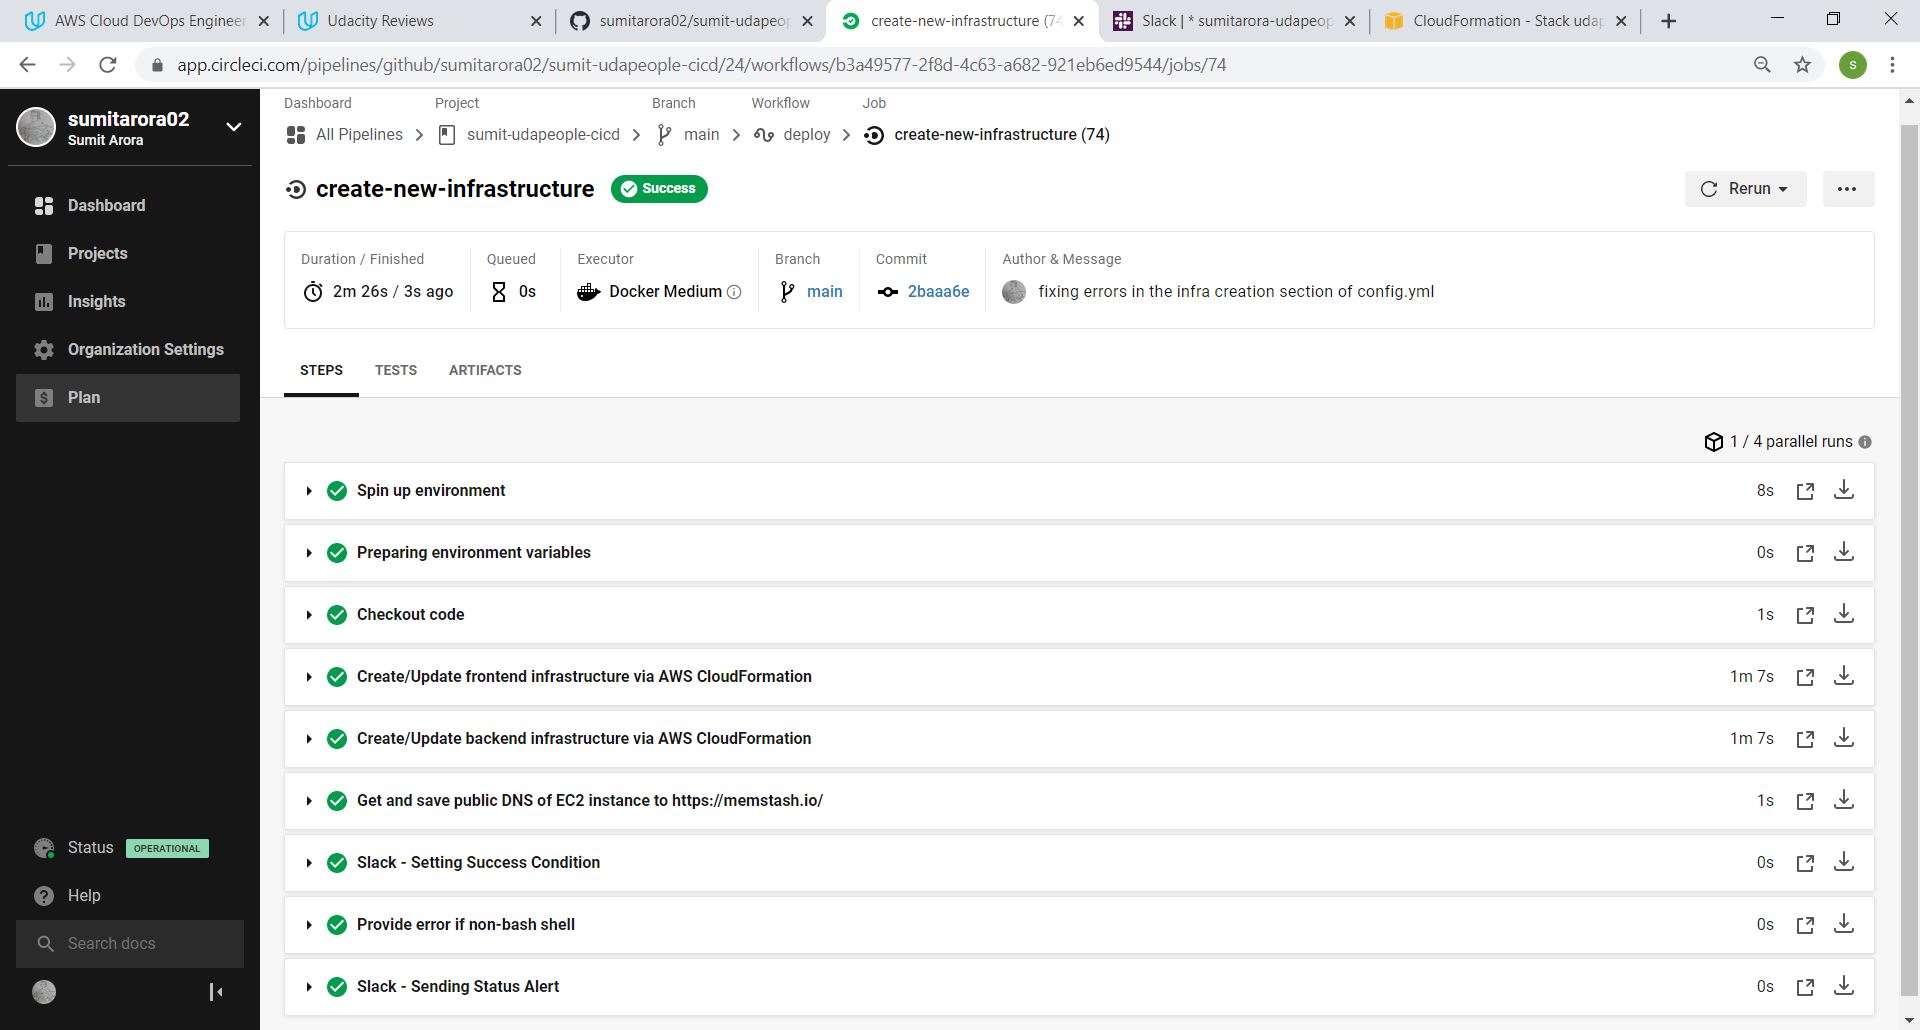 AWS Cloud DevOps Engineer
Udacity Reviews
sumitarora02/sumit-udapeop
create-new-infrastructure (74
Slack | * sumitarora-udapeop
CloudFormation - Stack udap
app.circleci.com/pipelines/github/sumitarora02/sumit-udapeople-cicd/24/workflows/b3a49577-2f8d-4c63-a682-921eb6ed9544/jobs/74
s
sumitarora02
Sumit Arora
Dashboard
Projects
Insights
Organization Settings
Plan
Status OPERATIONAL
Help
Search docs
Dashboard Project Branch Workflow Job
All Pipelines sumit-udapeople-cicd main deploy create-new-infrastructure (74)
create-new-infrastructure Success
Rerun
Duration / Finished Queued Executor Branch Commit Author & Message
2m 26s / 3s ago 0s Docker Medium main 2baaa6e fixing errors in the infra creation section of config.yml
STEPS TESTS ARTIFACTS
1 / 4 parallel runs
Spin up environment 8s
Preparing environment variables 0s
Checkout code 1s
Create/Update frontend infrastructure via AWS CloudFormation 1m 7s
Create/Update backend infrastructure via AWS CloudFormation 1m 7s
Get and save public DNS of EC2 instance to https://memstash.io/ 1s
Slack - Setting Success Condition 0s
Provide error if non-bash shell 0s
Slack - Sending Status Alert 0s